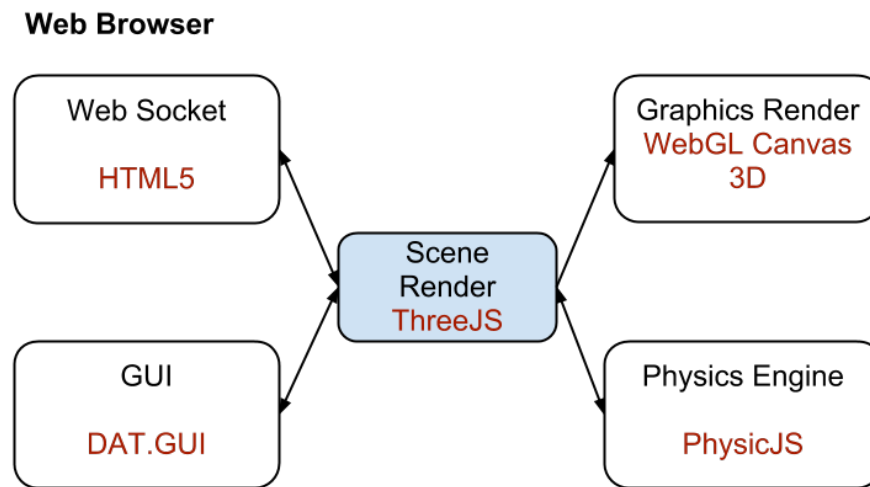 Web Browser
Web Socket
HTML5
Graphics Render
WebGL Canvas
3D
Scene
Render
ThreeJS
GUI
DAT.GUI
Physics Engine
PhysicJS